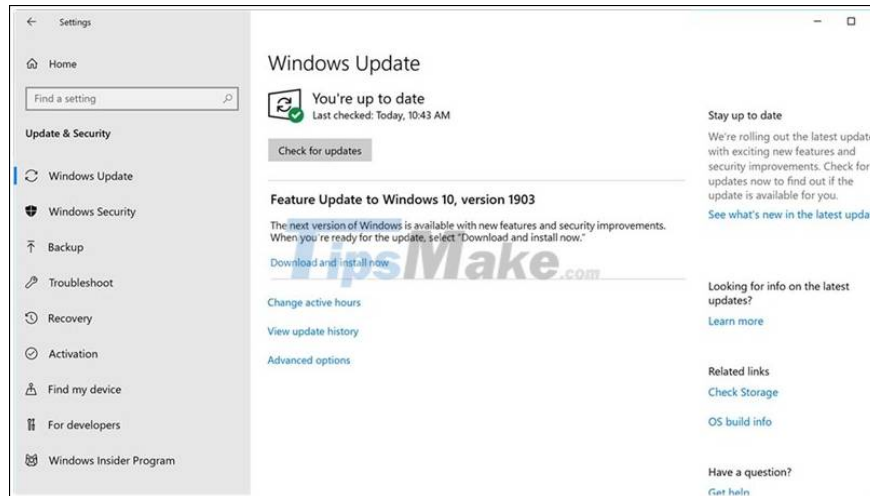 Settings
Home
Find a setting
Update & Security
Windows Update
Windows Security
Backup
Troubleshoot
Recovery
Activation
Find my device
For developers
Windows Insider Program
Windows Update
You're up to date
Last checked: Today, 10:43 AM
Check for updates
Feature Update to Windows 10, version 1903
The next version of Windows is available with new features and security improvements.
When you're ready for the update, select "Download and install now."
Download and install now
TipsMake.com
Change active hours
View update history
Advanced options
Stay up to date
We're rolling out the latest update
with exciting new features and
security improvements. Check for
updates now to find out if the
update is available for you.
See what's new in the latest upda
Looking for info on the latest
updates?
Learn more
Related links
Check Storage
OS build info
Have a question?
Get help